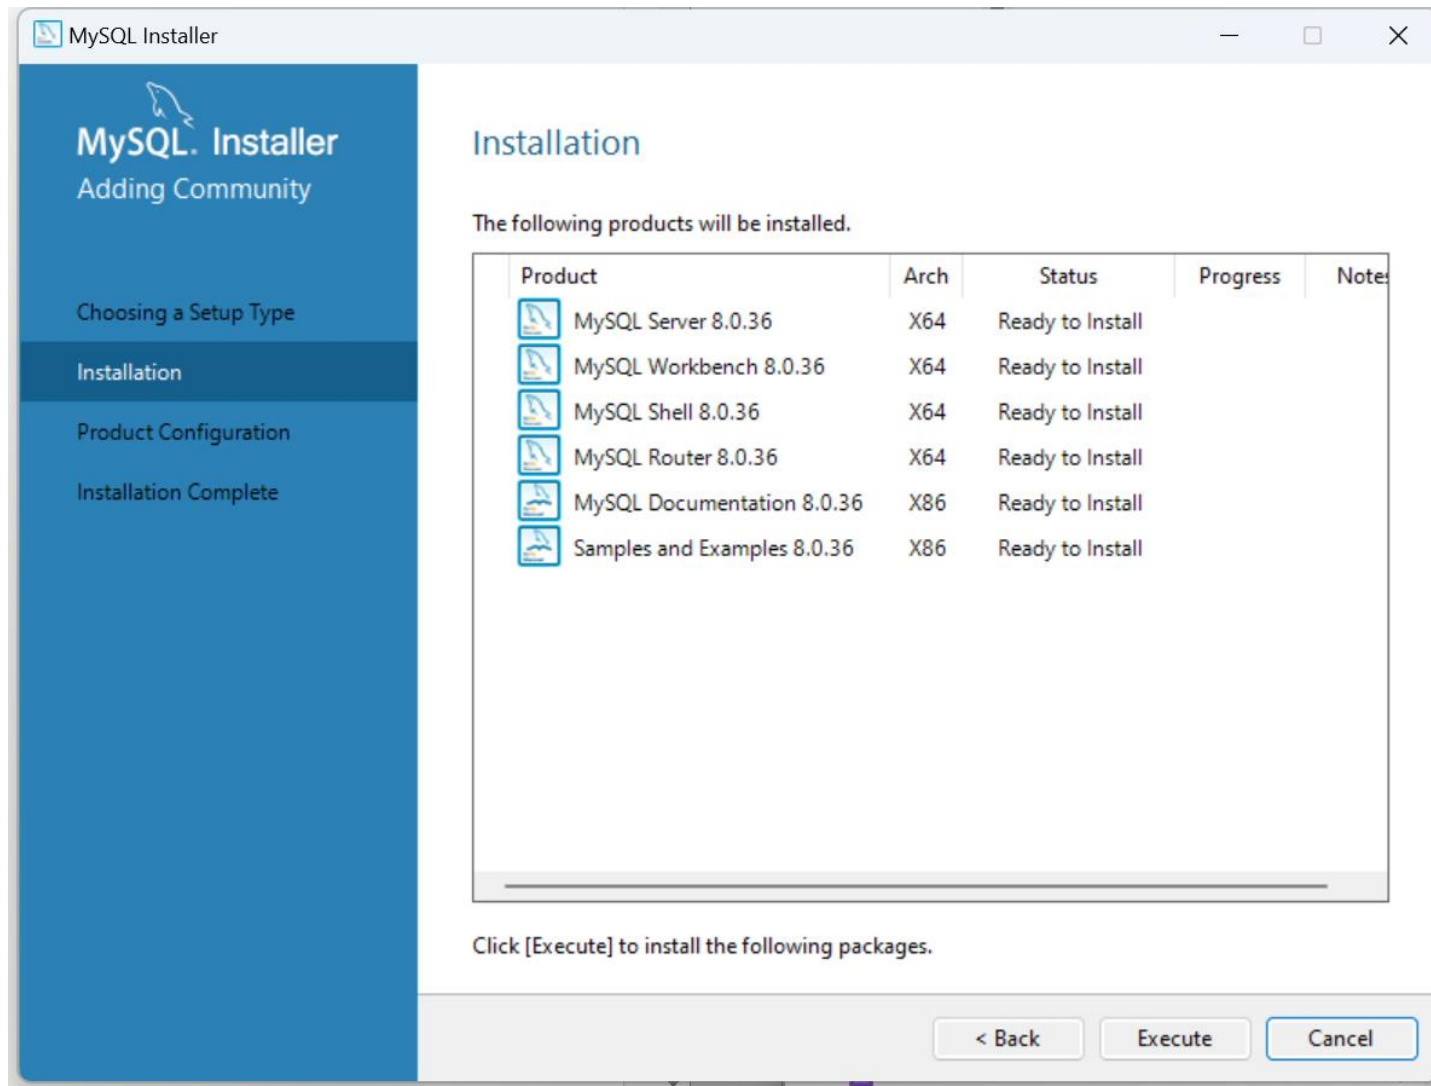 MySQL Installer
MySQL. Installer
Adding Community
Choosing a Setup Type
Installation
Product Configuration
Installation Complete
Installation
The following products will be installed.
Product Arch Status Progress Notes
MySQL Server 8.0.36 X64 Ready to Install
MySQL Workbench 8.0.36 X64 Ready to Install
MySQL Shell 8.0.36 X64 Ready to Install
MySQL Router 8.0.36 X64 Ready to Install
MySQL Documentation 8.0.36 X86 Ready to Install
Samples and Examples 8.0.36 X86 Ready to Install
Click [Execute] to install the following packages.
< Back Execute Cancel